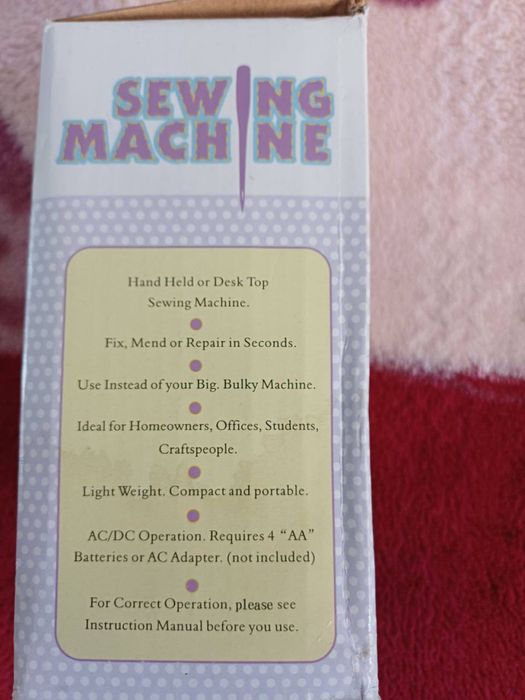 SEWING
MACHINE
Hand Held or Desk Top
Sewing Machine.
Fix, Mend or Repair in Seconds.
Use Instead of your Big. Bulky Machine.
Ideal for Homeowners, Offices, Students,
Craftspeople.
Light Weight. Compact and portable.
AC/DC Operation. Requires 4 “AA”
Batteries or AC Adapter. (not included)
For Correct Operation, please see
Instruction Manual before you use.